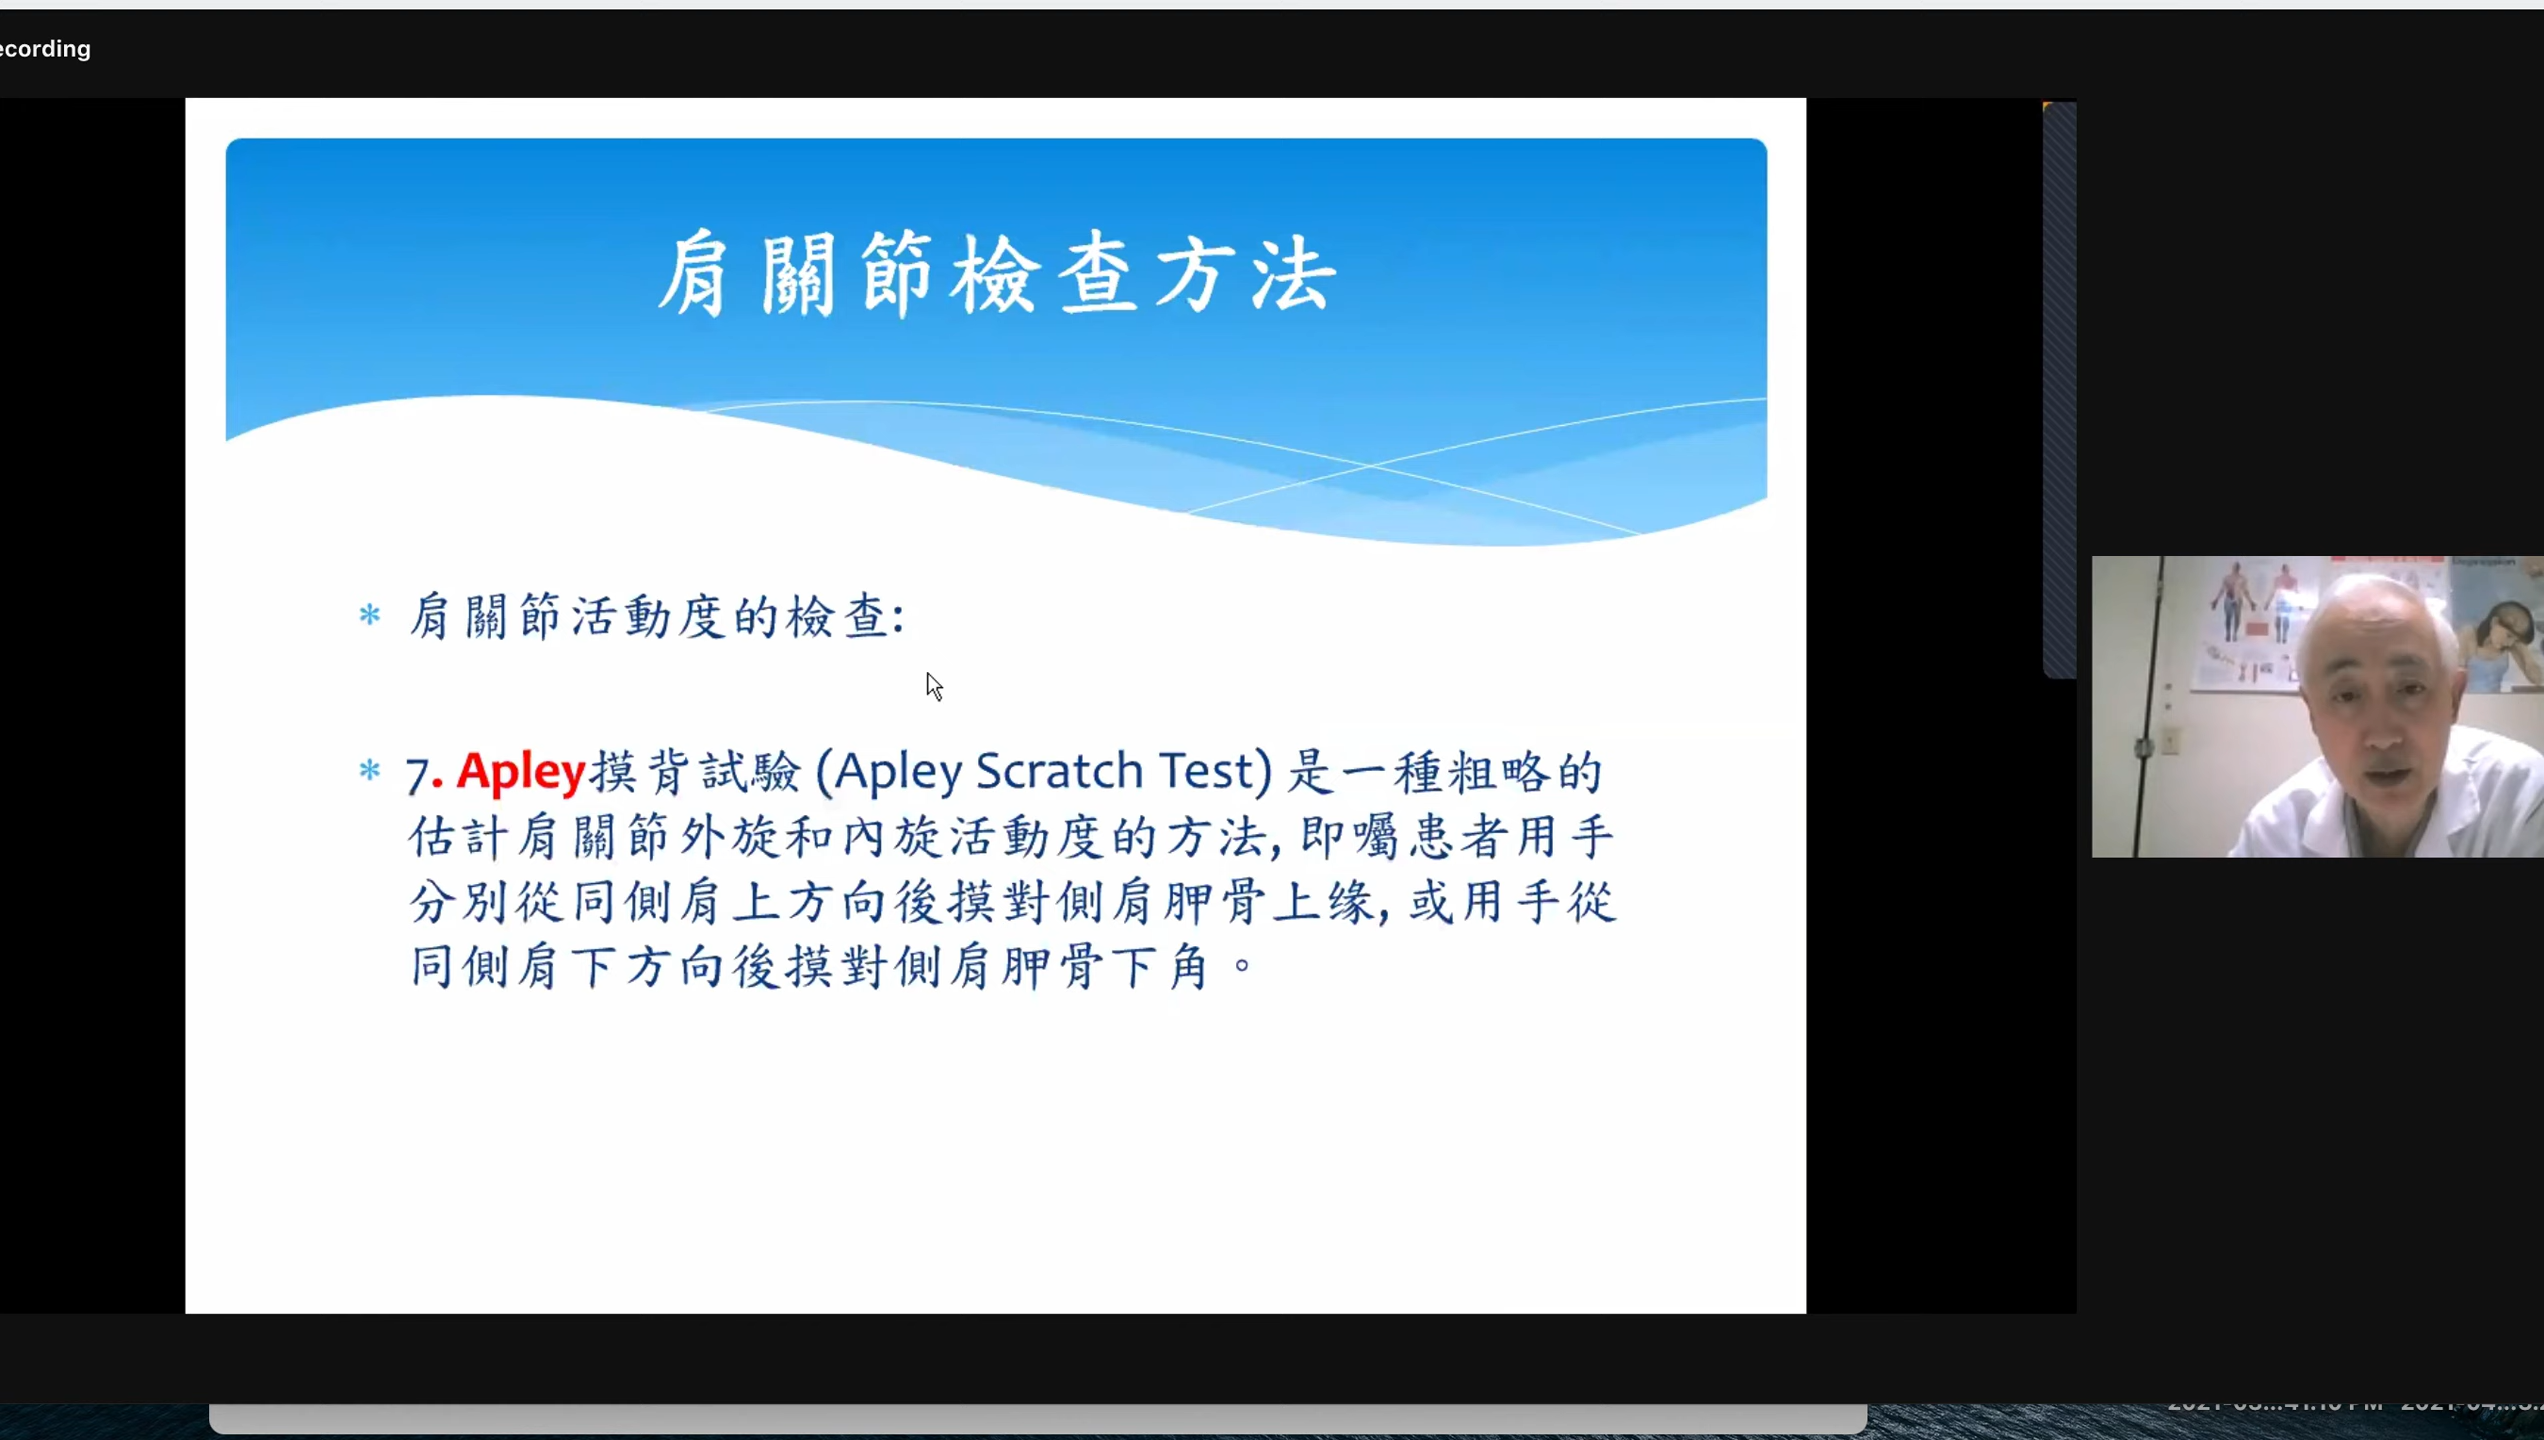 ecording
肩關節檢查方法
* 肩關節活動度的檢查:
* 7. Apley摸背試驗 (Apley Scratch Test) 是一種粗略的
估計肩關節外旋和內旋活動度的方法, 即囑患者用手
分別從同側肩上方向後摸對側肩胛骨上缘, 或用手從
同側肩下方向後摸對側肩胛骨下角。
Depression